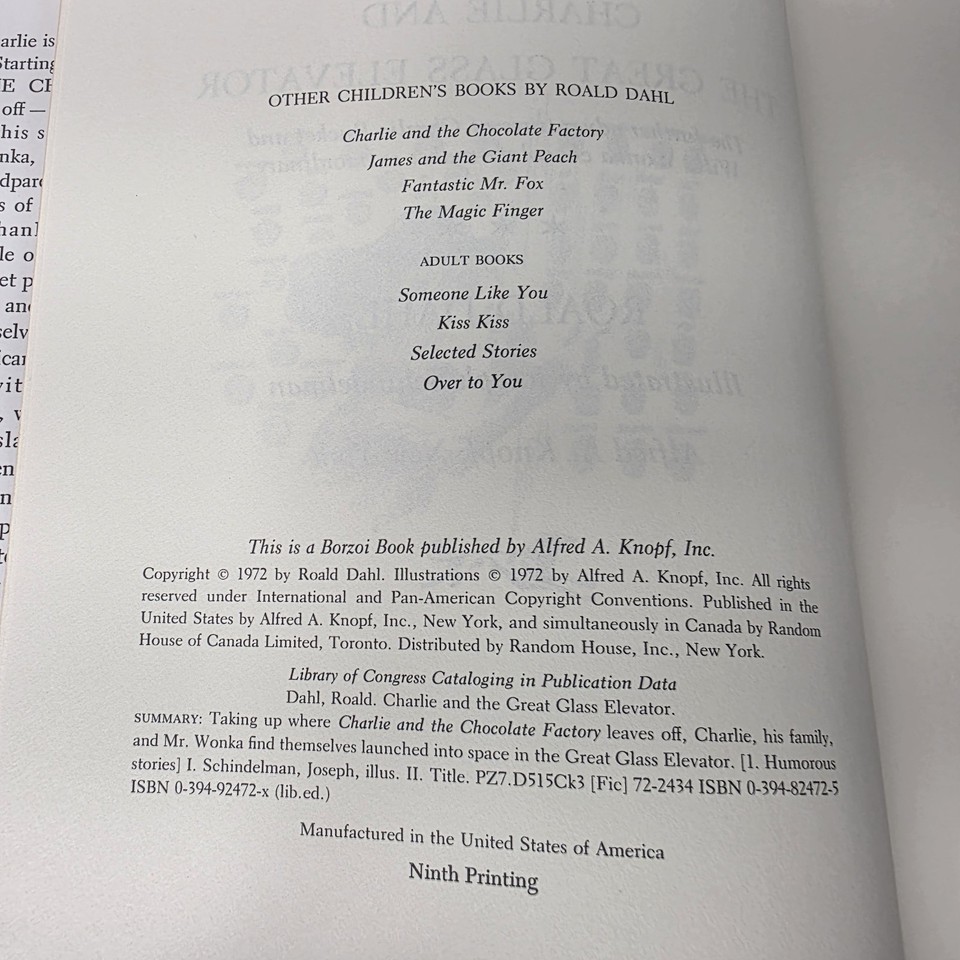 OTHER CHILDREN'S BOOKS BY ROALD DAHL
Charlie and the Chocolate Factory
James and the Giant Peach
Fantastic Mr. Fox
The Magic Finger
ADULT BOOKS
Someone Like You
Kiss Kiss
Selected Stories
Over to You
This is a Borzoi Book published by Alfred A. Knopf, Inc.
Copyright © 1972 by Roald Dahl. Illustrations © 1972 by Alfred A. Knopf, Inc. All rights
reserved under International and Pan-American Copyright Conventions. Published in the
United States by Alfred A. Knopf, Inc., New York, and simultaneously in Canada by Random
House of Canada Limited, Toronto. Distributed by Random House, Inc., New York.
Library of Congress Cataloging in Publication Data
Dahl, Roald. Charlie and the Great Glass Elevator.
SUMMARY: Taking up where Charlie and the Chocolate Factory leaves off, Charlie, his family,
and Mr. Wonka find themselves launched into space in the Great Glass Elevator. [1. Humorous
stories] I. Schindelman, Joseph, illus. II. Title. PZ7.D515Ck3 [Fic] 72-2434 ISBN 0-394-82472-5
ISBN 0-394-92472-x (lib.ed.)
Manufactured in the United States of America
Ninth Printing